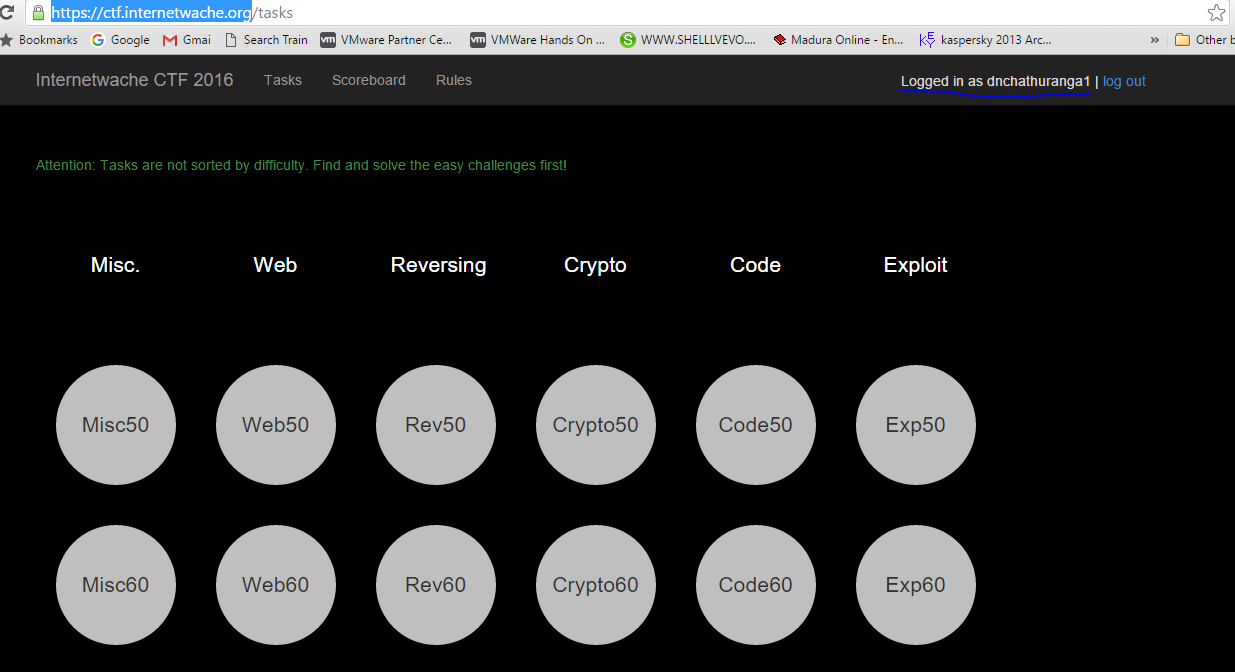 https://ctf.internetwache.org/tasks
Bookmarks Google Gmai Search Train VMware Partner Ce... VMWare Hands On ... WWW.SHELLLVEVO.... Madura Online - En... kaspersky 2013 Arc... » Other b
Internetwache CTF 2016 Tasks Scoreboard Rules Logged in as dnchathuranga1 | log out
Attention: Tasks are not sorted by difficulty. Find and solve the easy challenges first!
Misc. Web Reversing Crypto Code Exploit
Misc50 Web50 Rev50 Crypto50 Code50 Exp50
Misc60 Web60 Rev60 Crypto60 Code60 Exp60